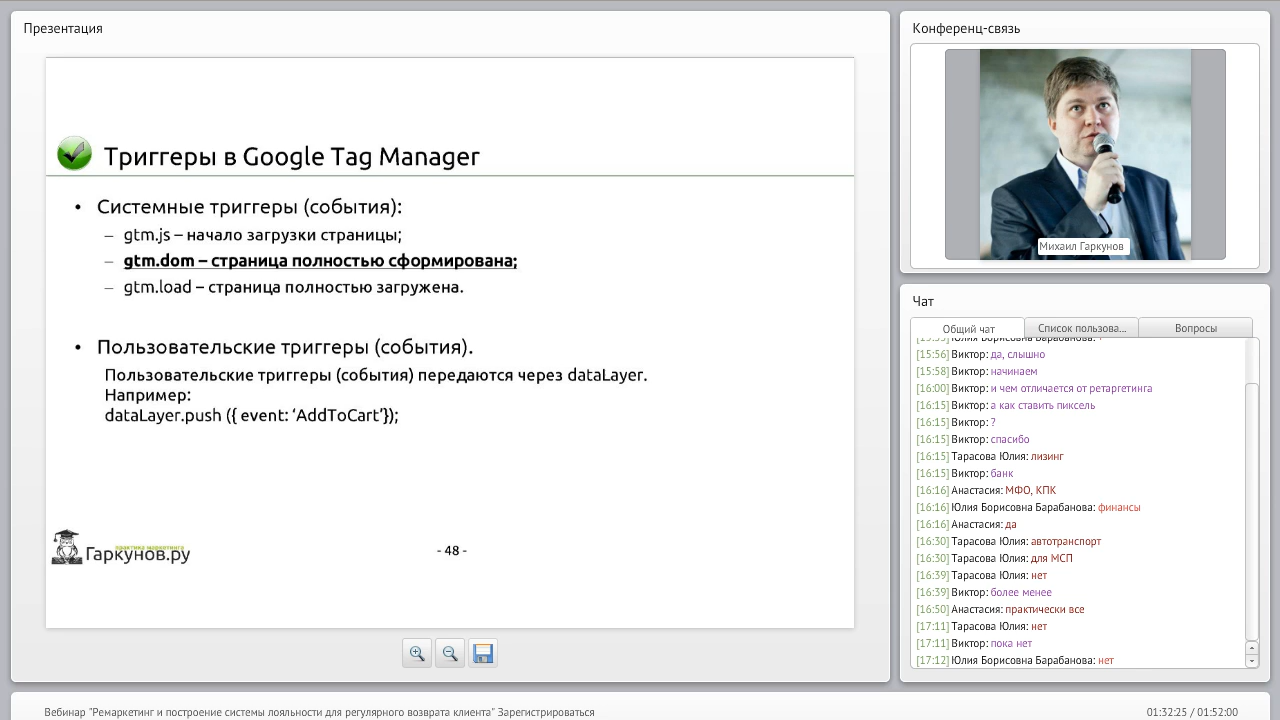 Презентация
Триггеры в Google Tag Manager
• Системные триггеры (события):
– gtm.js – начало загрузки страницы;
– gtm.dom – страница полностью сформирована;
– gtm.load – страница полностью загружена.
• Пользовательские триггеры (события).
Пользовательские триггеры (события) передаются через dataLayer.
Например:
dataLayer.push ({ event: ‘AddToCart’});
практика маркетинга
Гаркунов.ру
- 48 -
Конференц-связь
Михаил Гаркунов
Чат
Общий чат
Список пользова...
Вопросы
Юлия Борисовна Барабанова:
[15:56] Виктор: да, слышно
[15:58] Виктор: начинаем
[16:00] Виктор: и чем отличается от ретаргетинга
[16:15] Виктор: а как ставить пиксель
[16:15] Виктор: ?
[16:15] Виктор: спасибо
[16:15] Тарасова Юлия: лизинг
[16:15] Виктор: банк
[16:16] Анастасия: МФО, КПК
[16:16] Юлия Борисовна Барабанова: финансы
[16:16] Анастасия: да
[16:30] Тарасова Юлия: автотранспорт
[16:30] Тарасова Юлия: для МСП
[16:39] Тарасова Юлия: нет
[16:39] Виктор: более менее
[16:50] Анастасия: практически все
[17:11] Тарасова Юлия: нет
[17:11] Виктор: пока нет
[17:12] Юлия Борисовна Барабанова: нет
Вебинар "Ремаркетинг и построение системы лояльности для регулярного возврата клиента" Зарегистрироваться
01:32:25 / 01:52:00